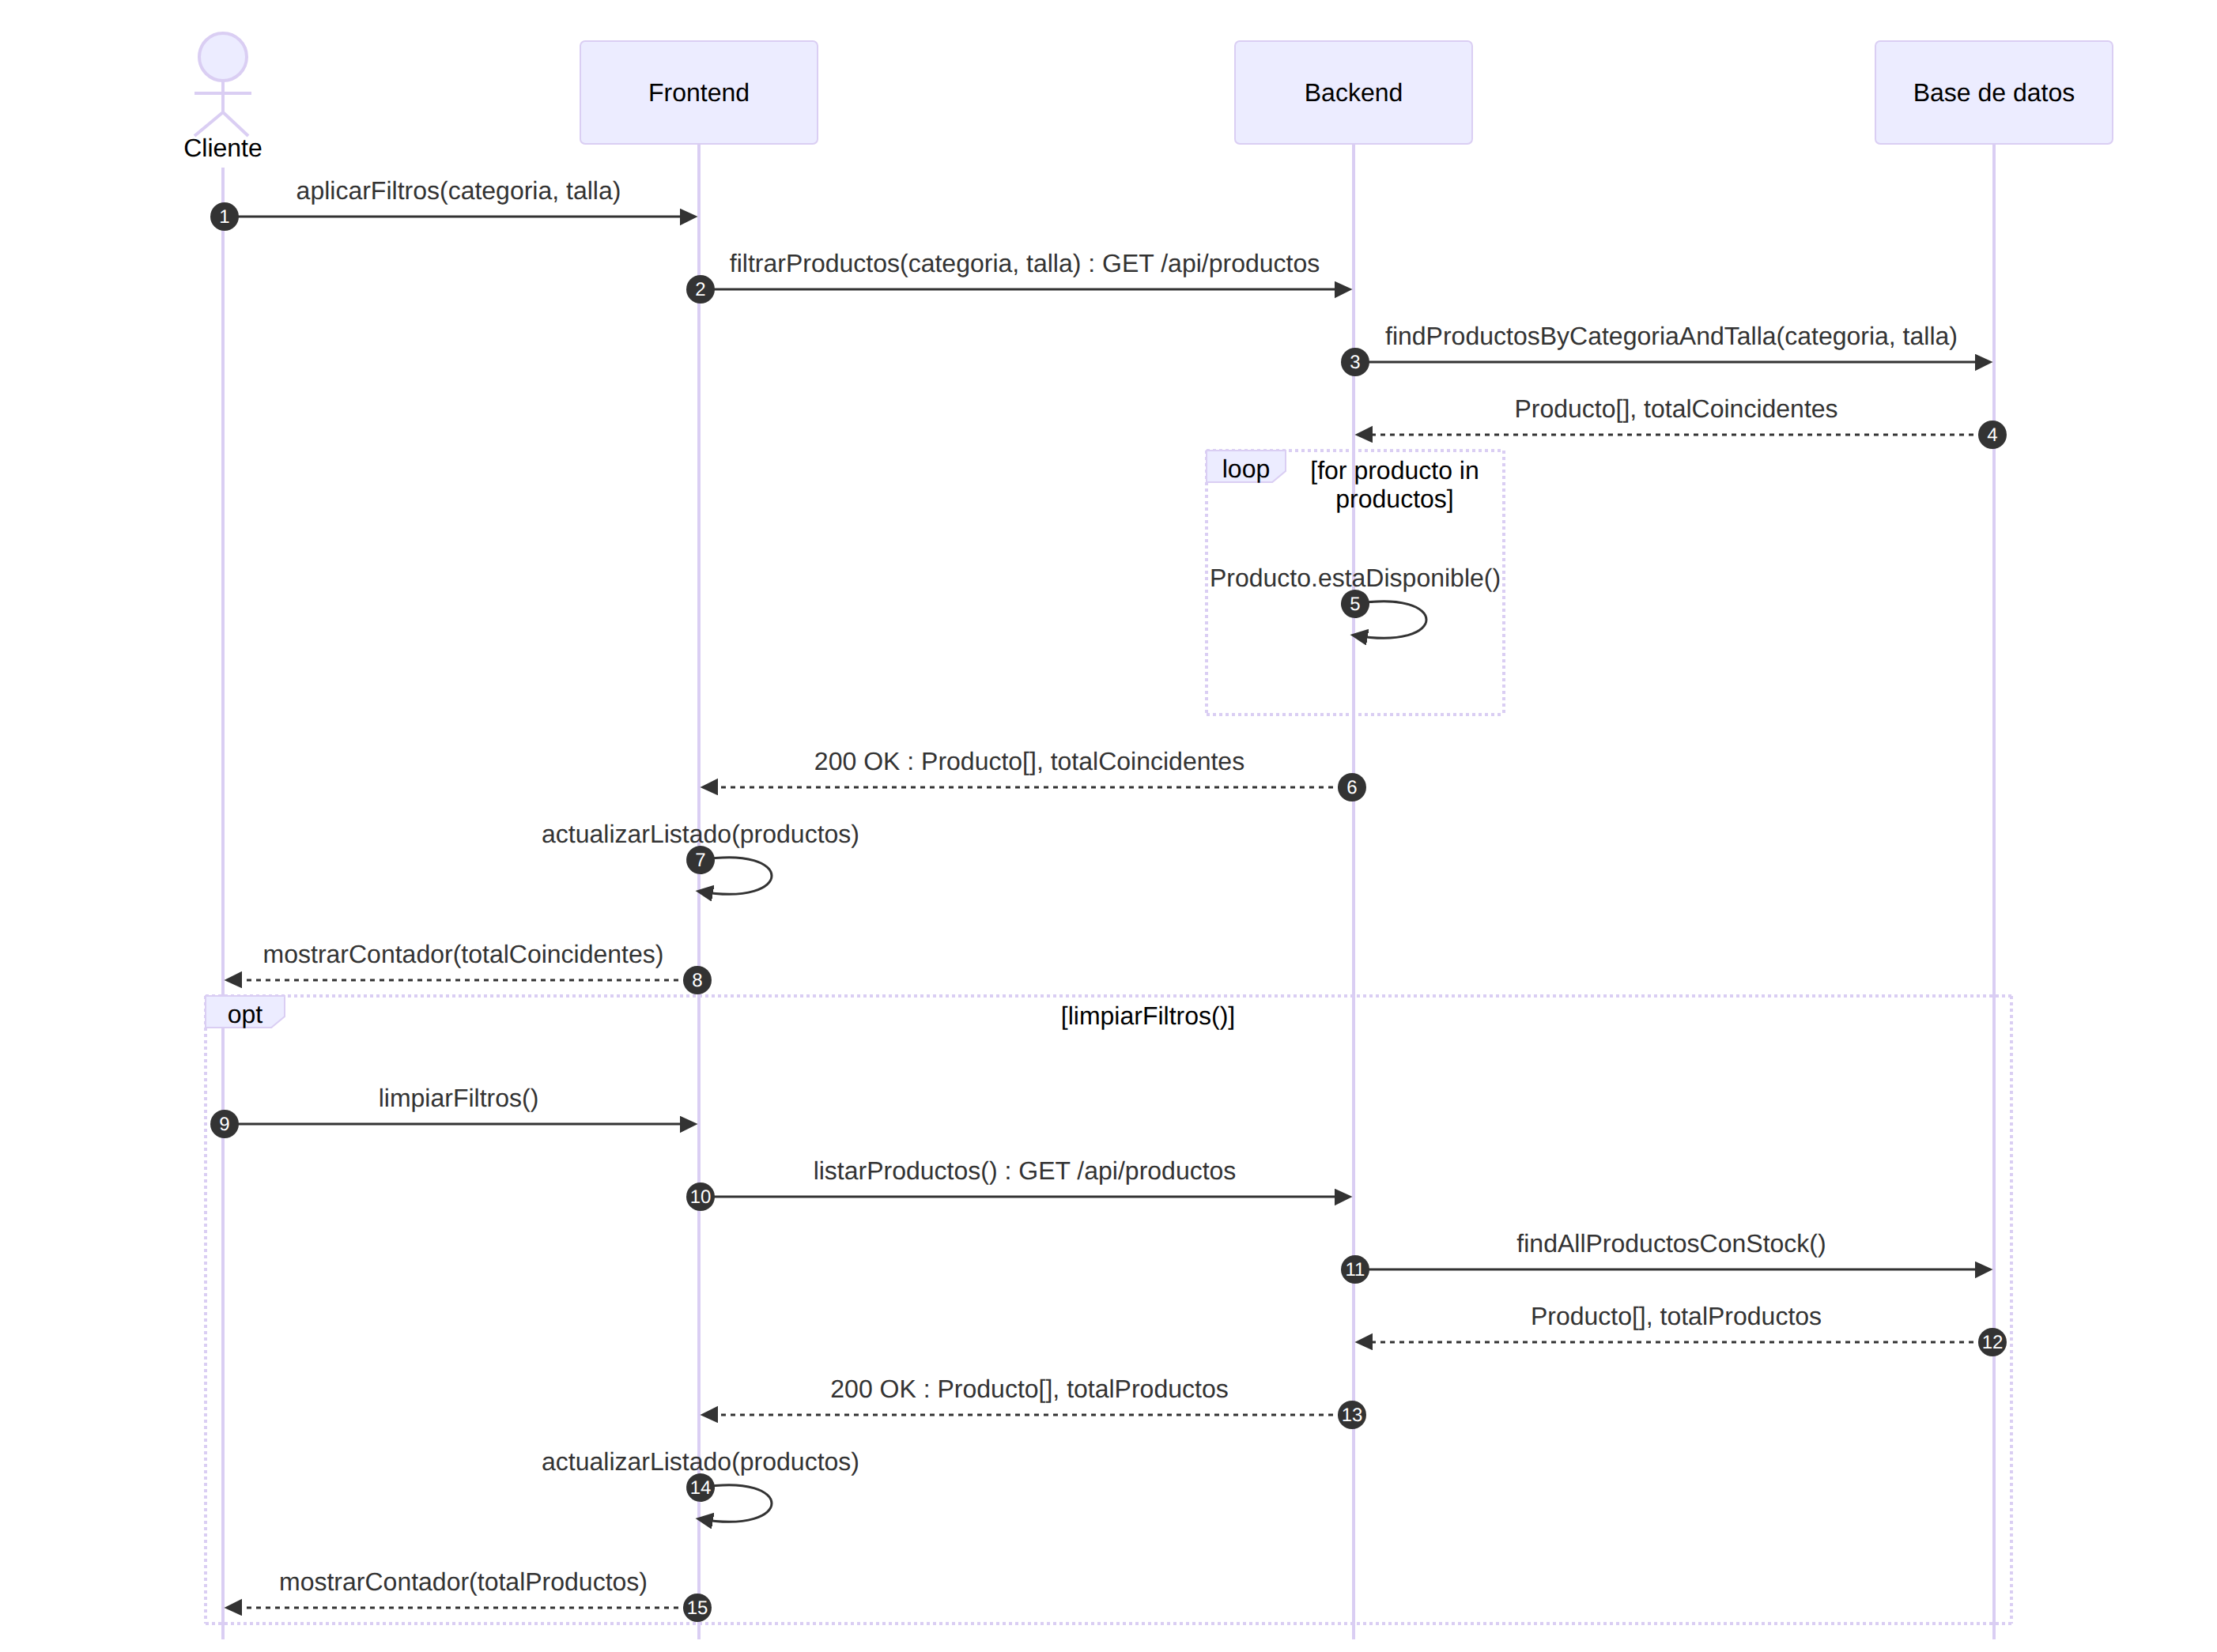 Cliente
Frontend
Backend
Base de datos
aplicarFiltros(categoria, talla)
1
filtrarProductos(categoria, talla) : GET /api/productos
2
findProductosByCategoriaAndTalla(categoria, talla)
3
Producto[], totalCoincidentes
4
loop
[for producto in
productos]
Producto.estaDisponible()
5
200 OK : Producto[], totalCoincidentes
6
actualizarListado(productos)
7
mostrarContador(totalCoincidentes)
8
opt
[limpiarFiltros()]
limpiarFiltros()
9
listarProductos() : GET /api/productos
10
findAllProductosConStock()
11
Producto[], totalProductos
12
200 OK : Producto[], totalProductos
13
actualizarListado(productos)
14
mostrarContador(totalProductos)
15